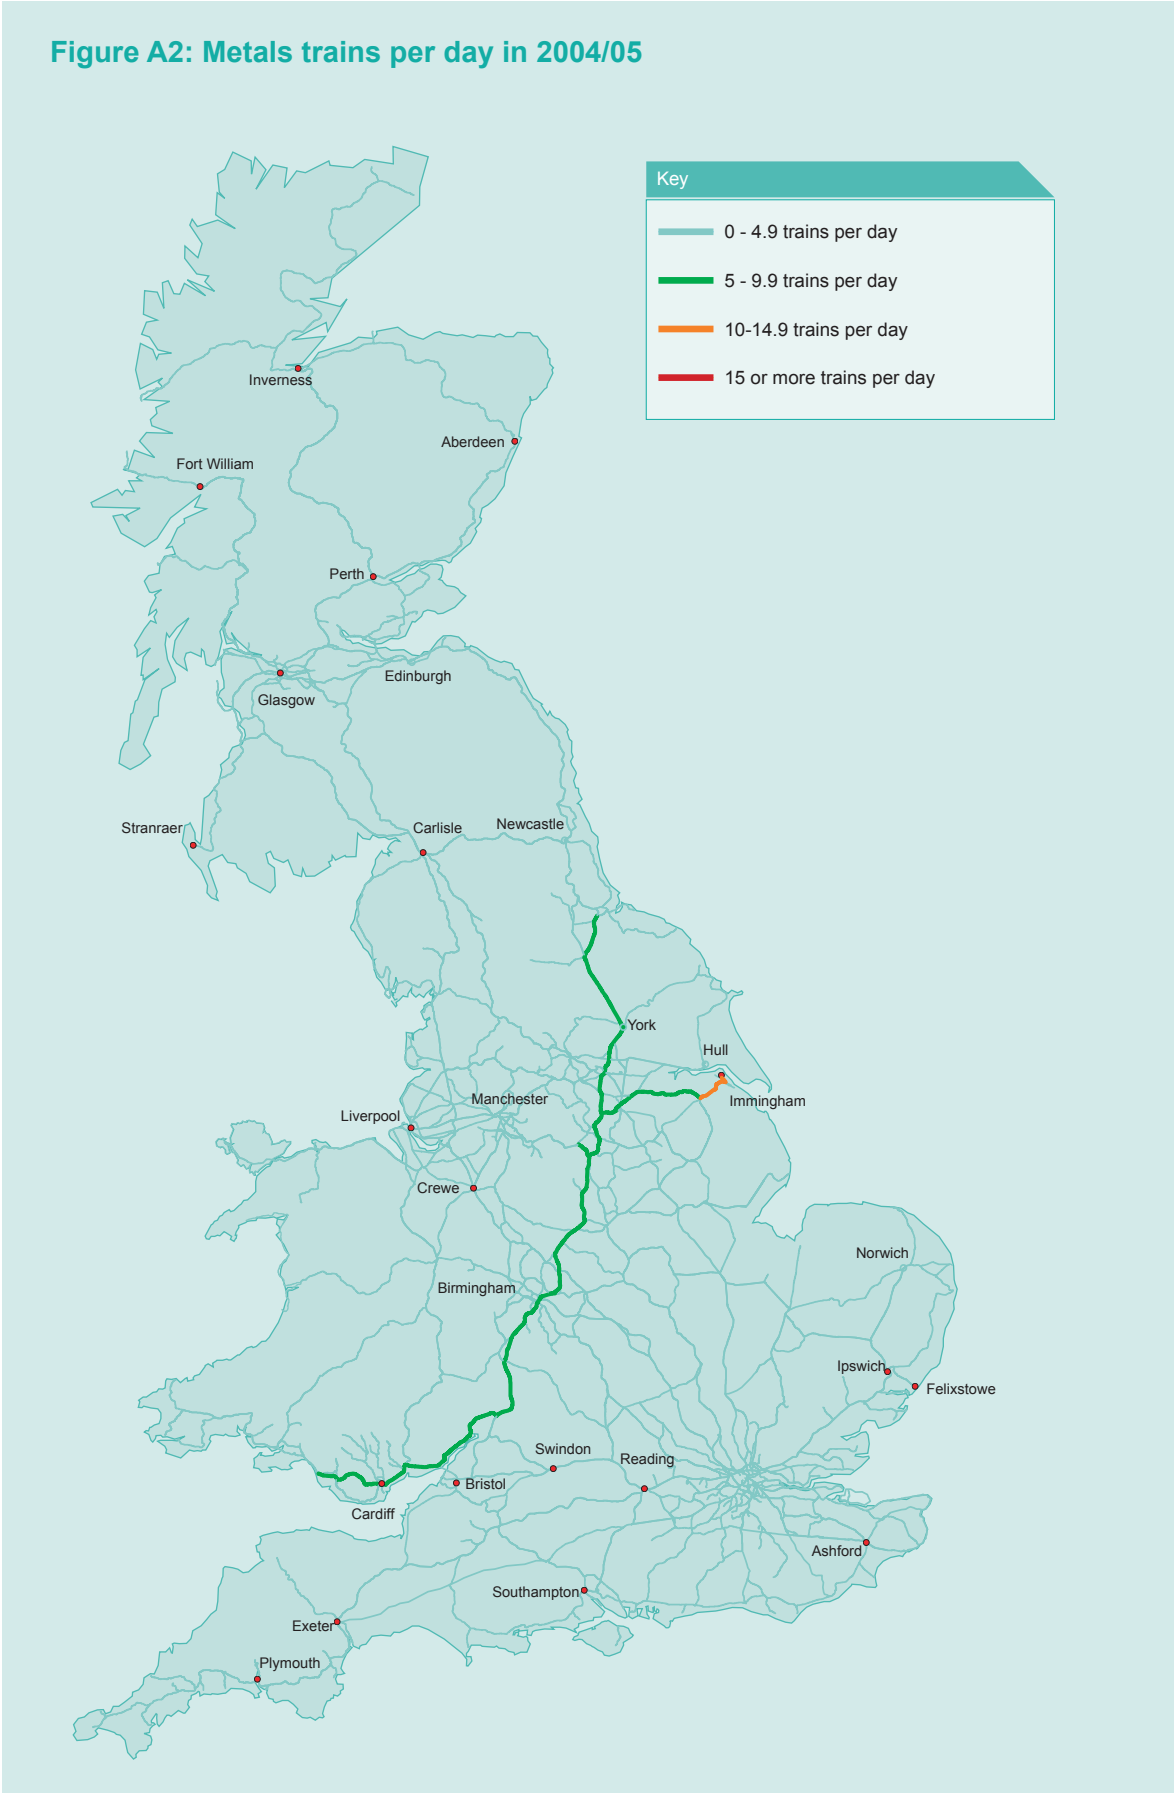 Figure A2: Metals trains per day in 2004/05
Key
0 - 4.9 trains per day
5 - 9.9 trains per day
10-14.9 trains per day
15 or more trains per day
Inverness
Aberdeen
Fort William
Perth
Edinburgh
Glasgow
Stranraer
Carlisle
Newcastle
York
Hull
Manchester
Immingham
Liverpool
Crewe
Norwich
Birmingham
Ipswich
Felixstowe
Swindon
Reading
Bristol
Cardiff
Ashford
Southampton
Exeter
Plymouth